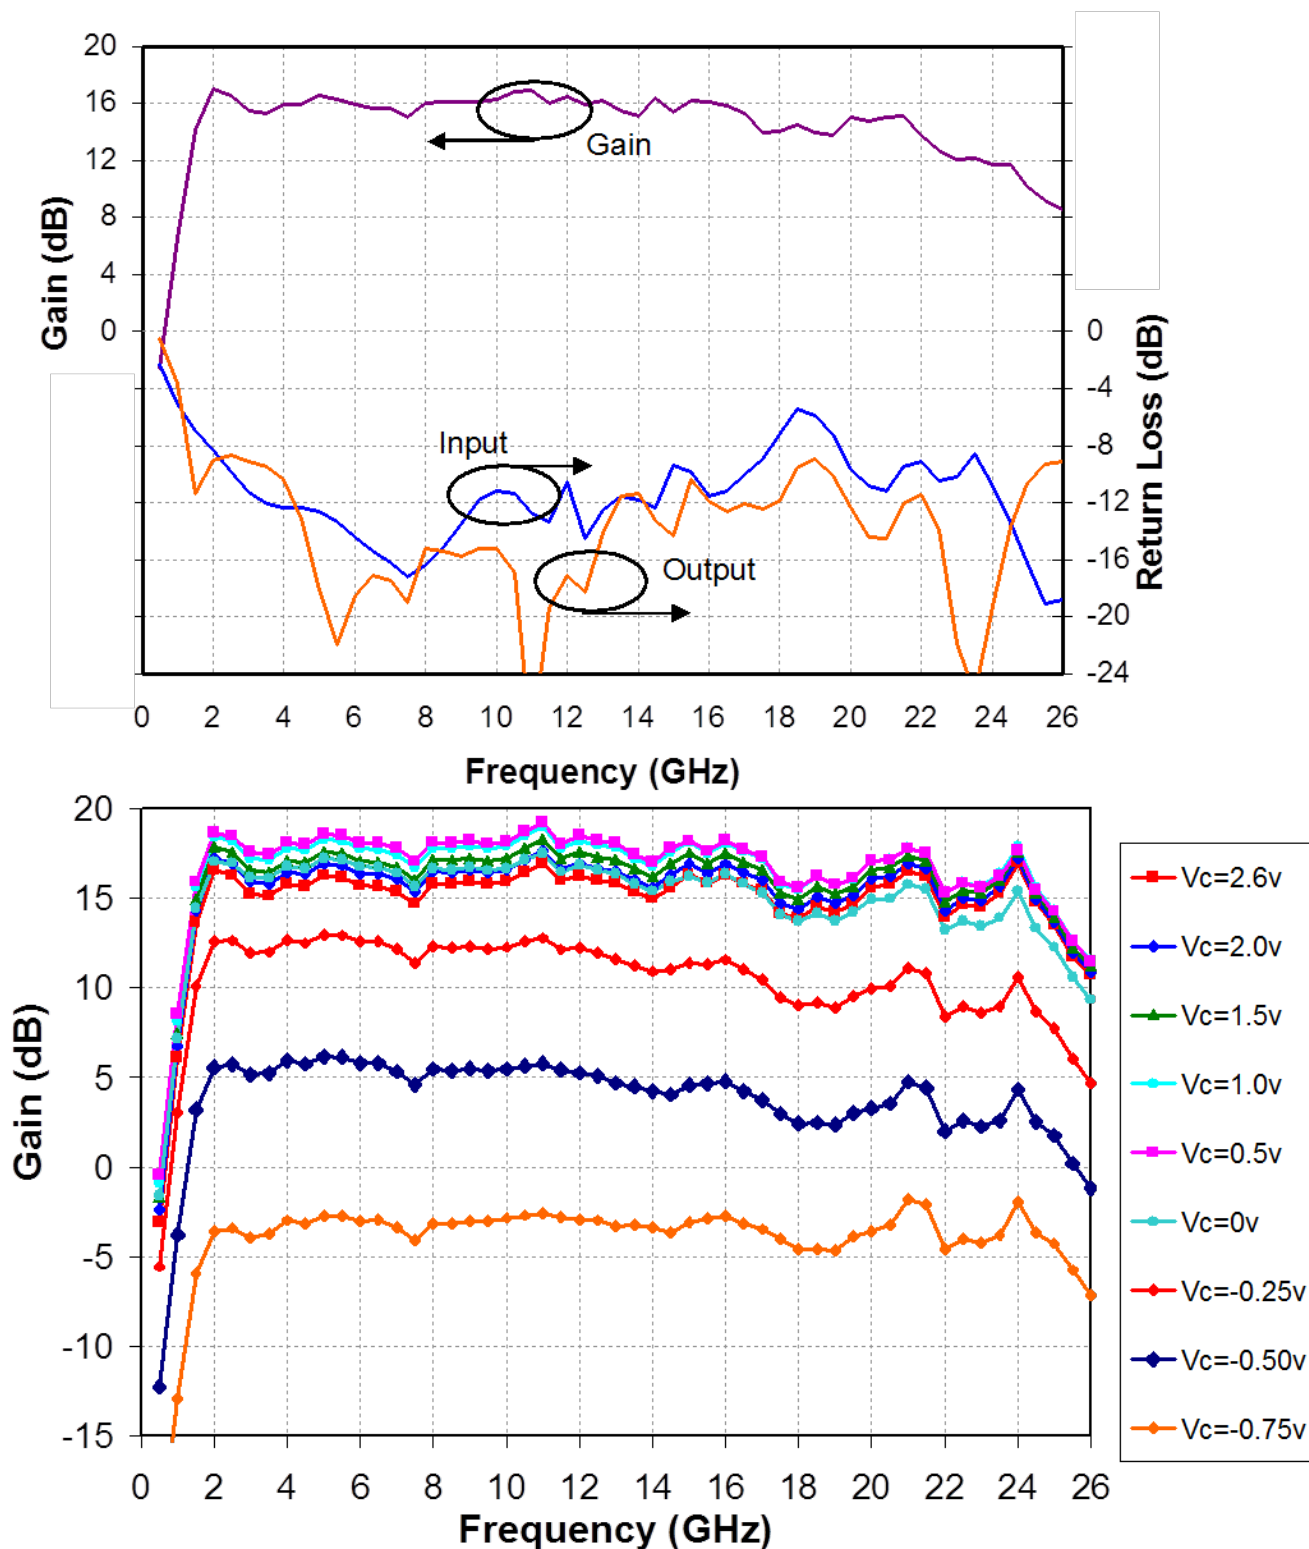 20
16
12
8
4
0
Gain (dB)
Gain
0
-4
-8
-12
-16
-20
-24
Return Loss (dB)
Input
Output
0 2 4 6 8 10 12 14 16 18 20 22 24 26
Frequency (GHz)
20
15
10
5
0
-5
-10
-15
Gain (dB)
0 2 4 6 8 10 12 14 16 18 20 22 24 26
Frequency (GHz)
Vc=2.6v
Vc=2.0v
Vc=1.5v
Vc=1.0v
Vc=0.5v
Vc=0v
Vc=-0.25v
Vc=-0.50v
Vc=-0.75v